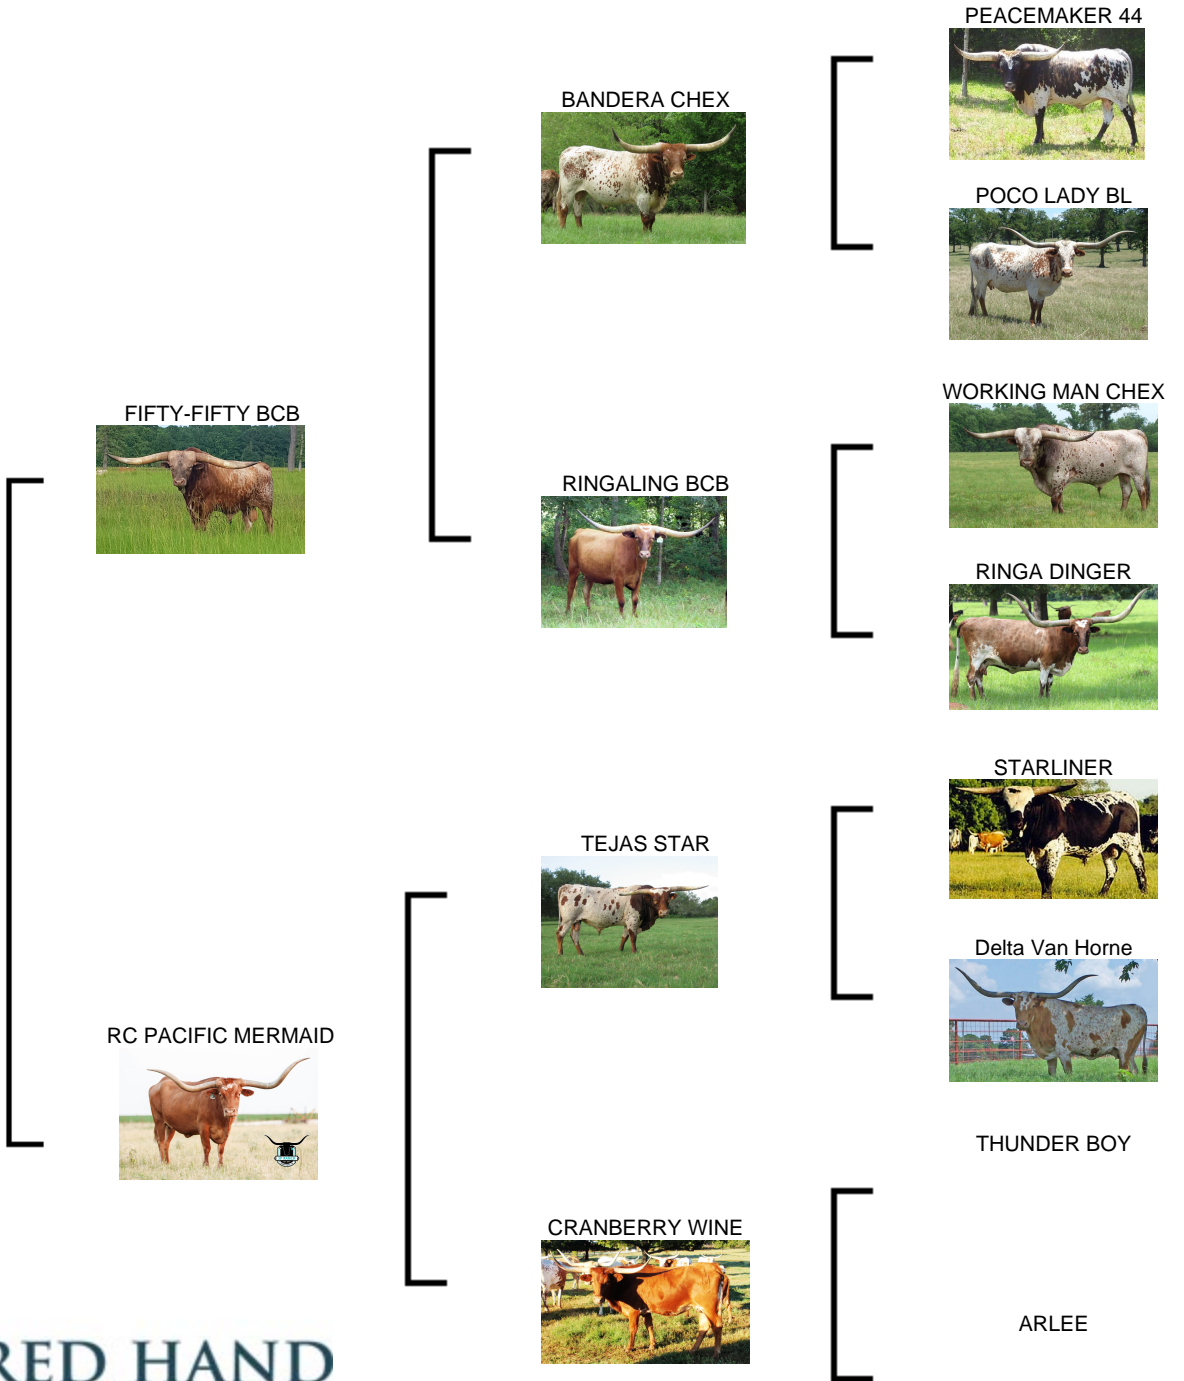 PEACEMAKER 44
BANDERA CHEX
POCO LADY BL
WORKING MAN CHEX
FIFTY-FIFTY BCB
RINGALING BCB
RINGA DINGER
STARLINER
TEJAS STAR
Delta Van Horne
RC PACIFIC MERMAID
THUNDER BOY
CRANBERRY WINE
ARLEE
RED HAND